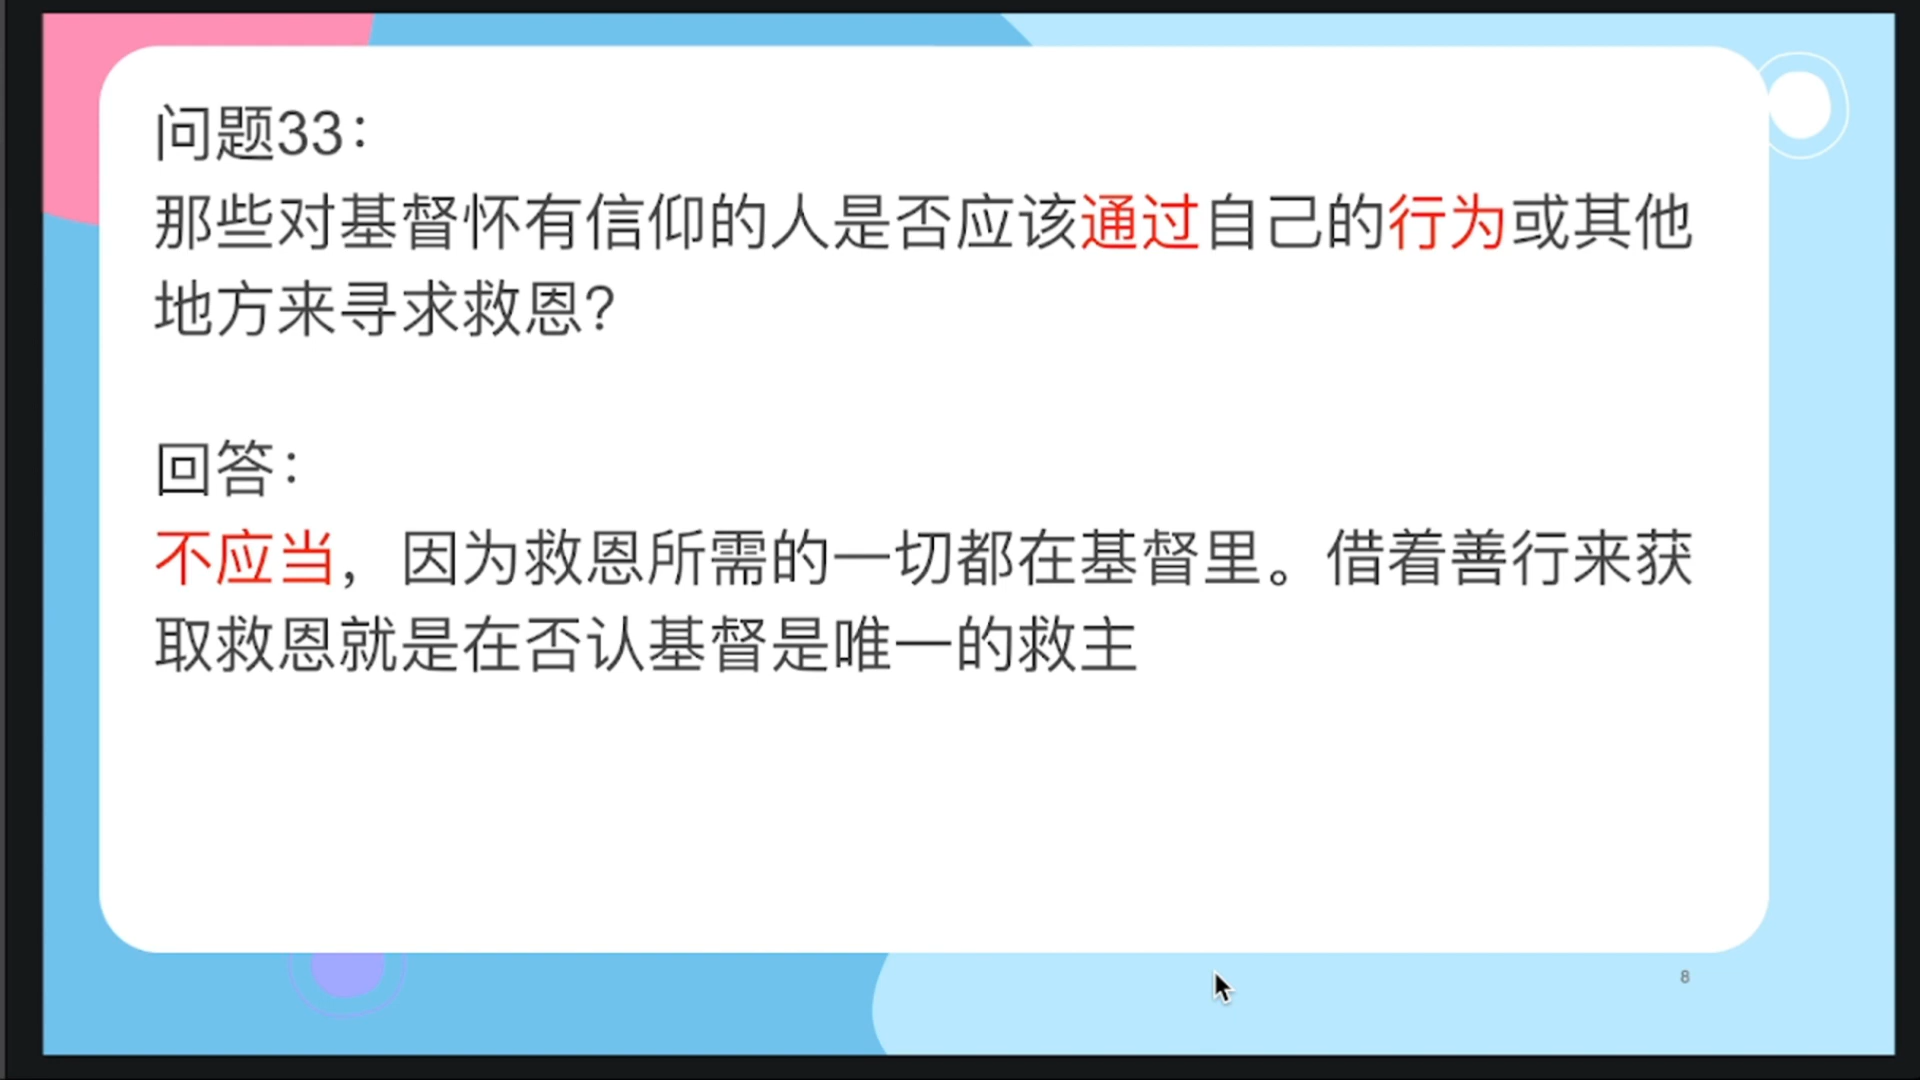 问题33：
那些对基督怀有信仰的人是否应该通过自己的行为或其他
地方来寻求救恩？
回答：
不应当，因为救恩所需的一切都在基督里。借着善行来获
取救恩就是在否认基督是唯一的救主
8